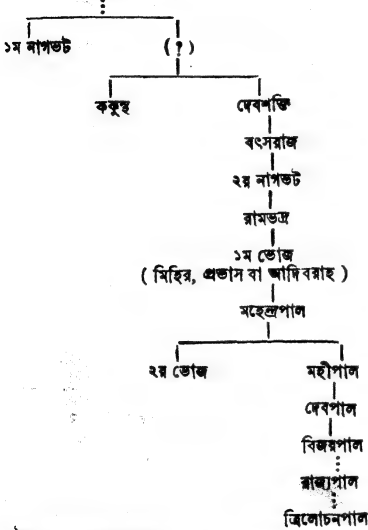 ১ম নাগভট ( ? )
ককুস্থ দেবশক্তি
বৎসরাজ
২য় নাগভট
রামভদ্র
১ম ভোজ
( মিহির, প্রভাস বা আদিবরাহ )
মহেন্দ্রপাল
২য় ভোজ মহীপাল
দেবপাল
বিজয়পাল
রাজ্যপাল
ত্রিলোচনপাল